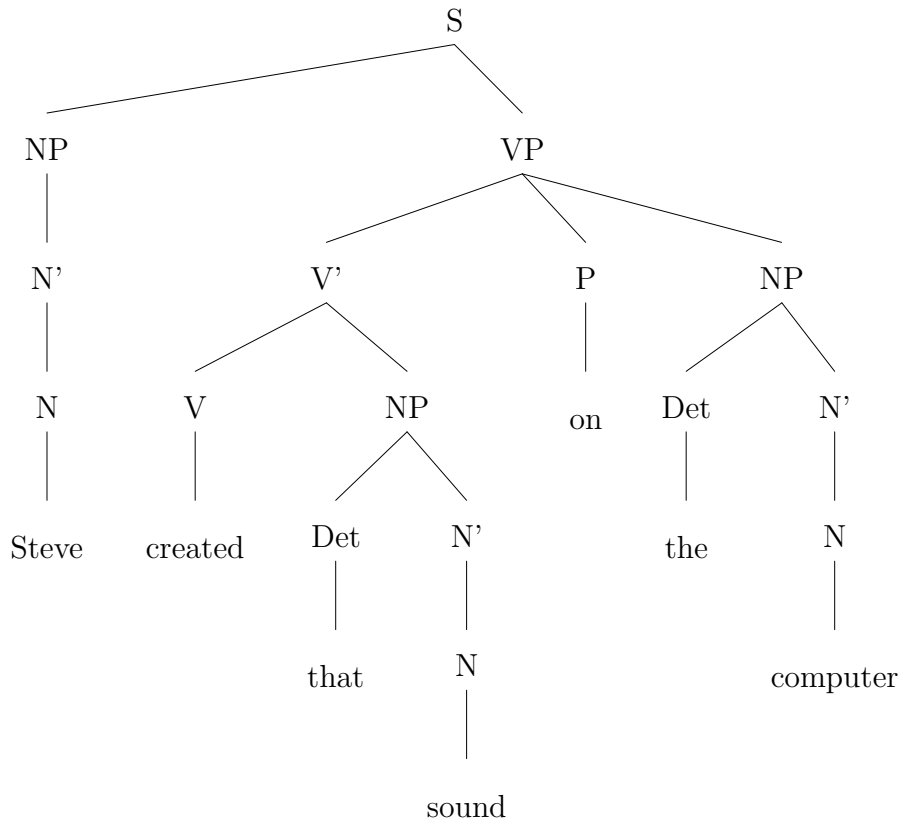 S
NP VP
N' V' P NP
N V NP on Det N'
Steve created Det N' the N
that N computer
sound